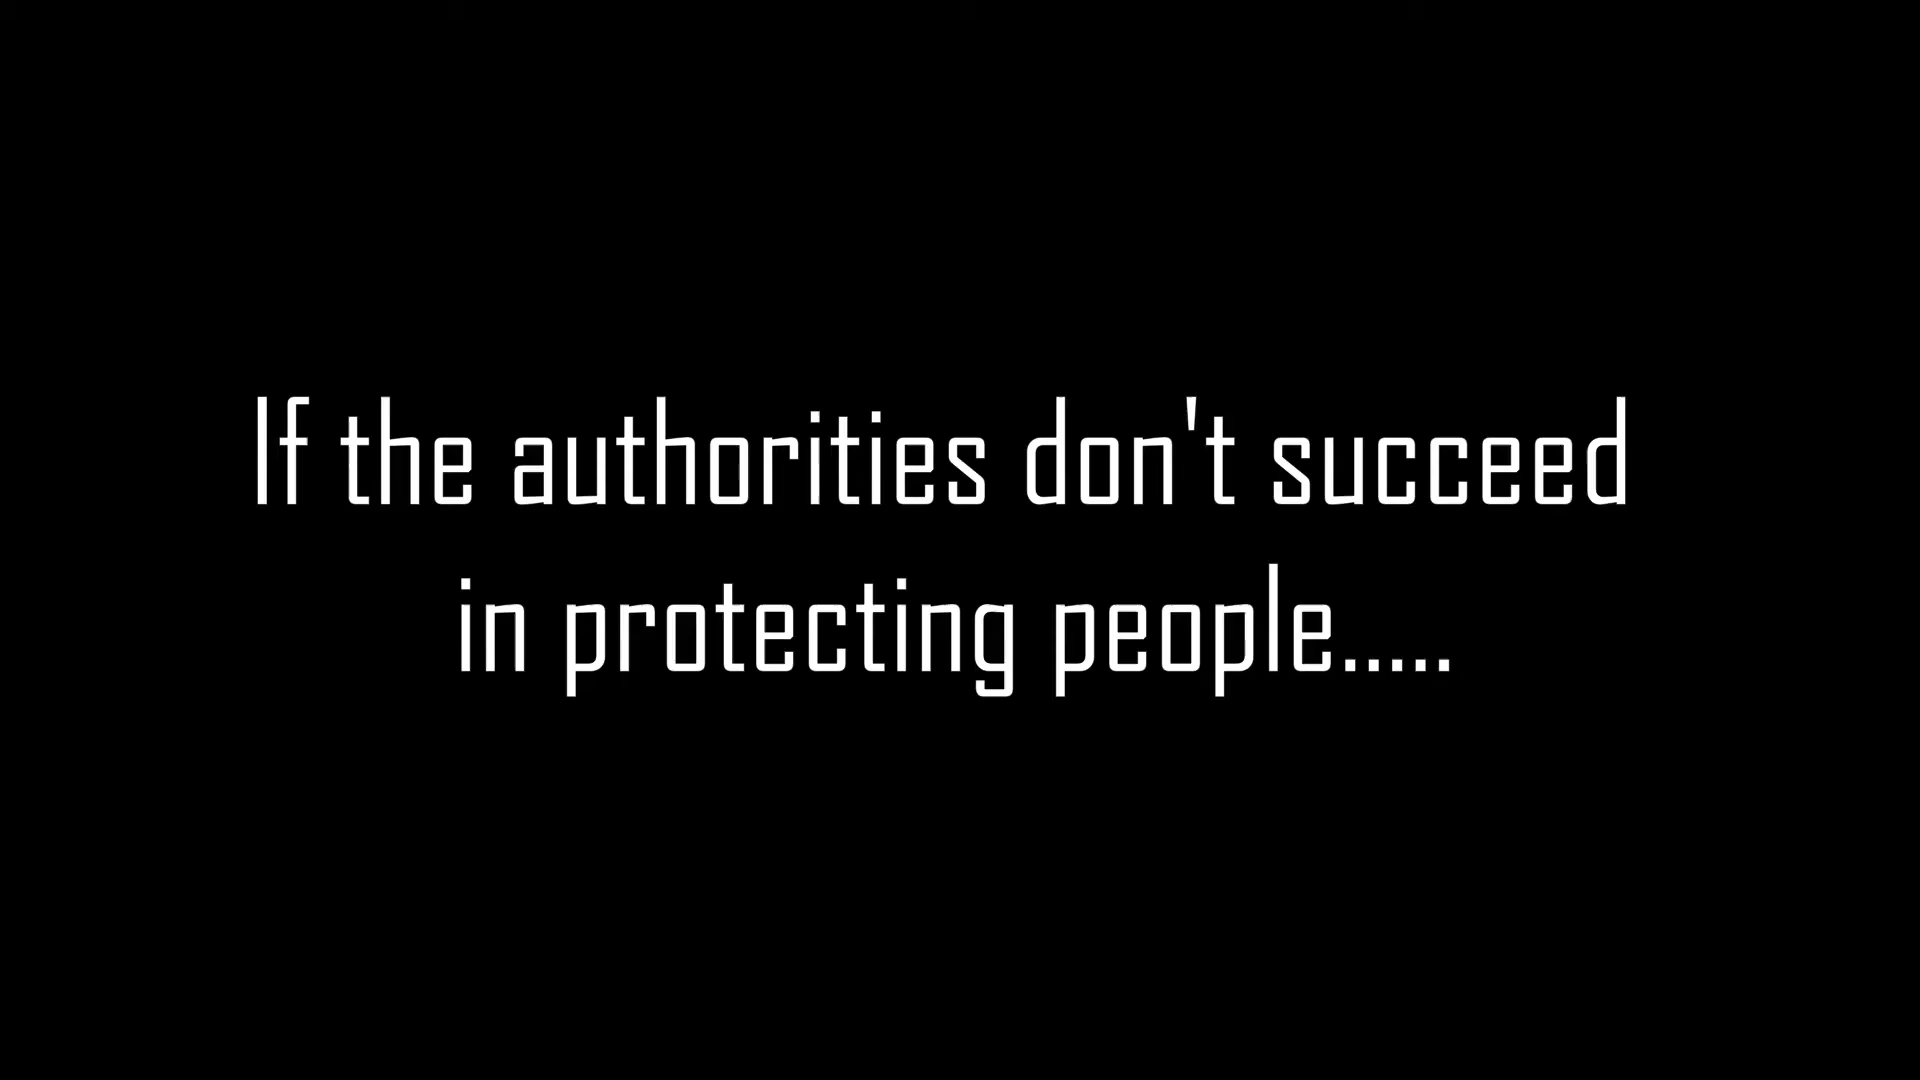 If the authorities don't succeed
in protecting people.....